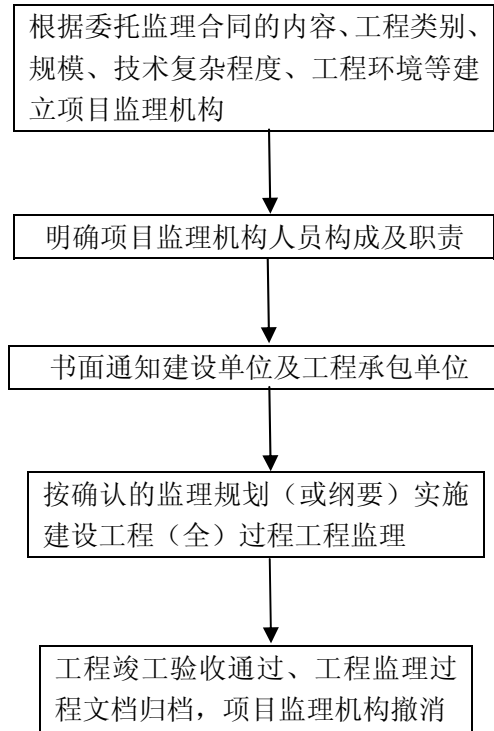 根据委托监理合同的内容、工程类别、
规模、技术复杂程度、工程环境等建
立项目监理机构
明确项目监理机构人员构成及职责
书面通知建设单位及工程承包单位
按确认的监理规划（或纲要）实施
建设工程（全）过程工程监理
工程竣工验收通过、工程监理过
程文档归档，项目监理机构撤消